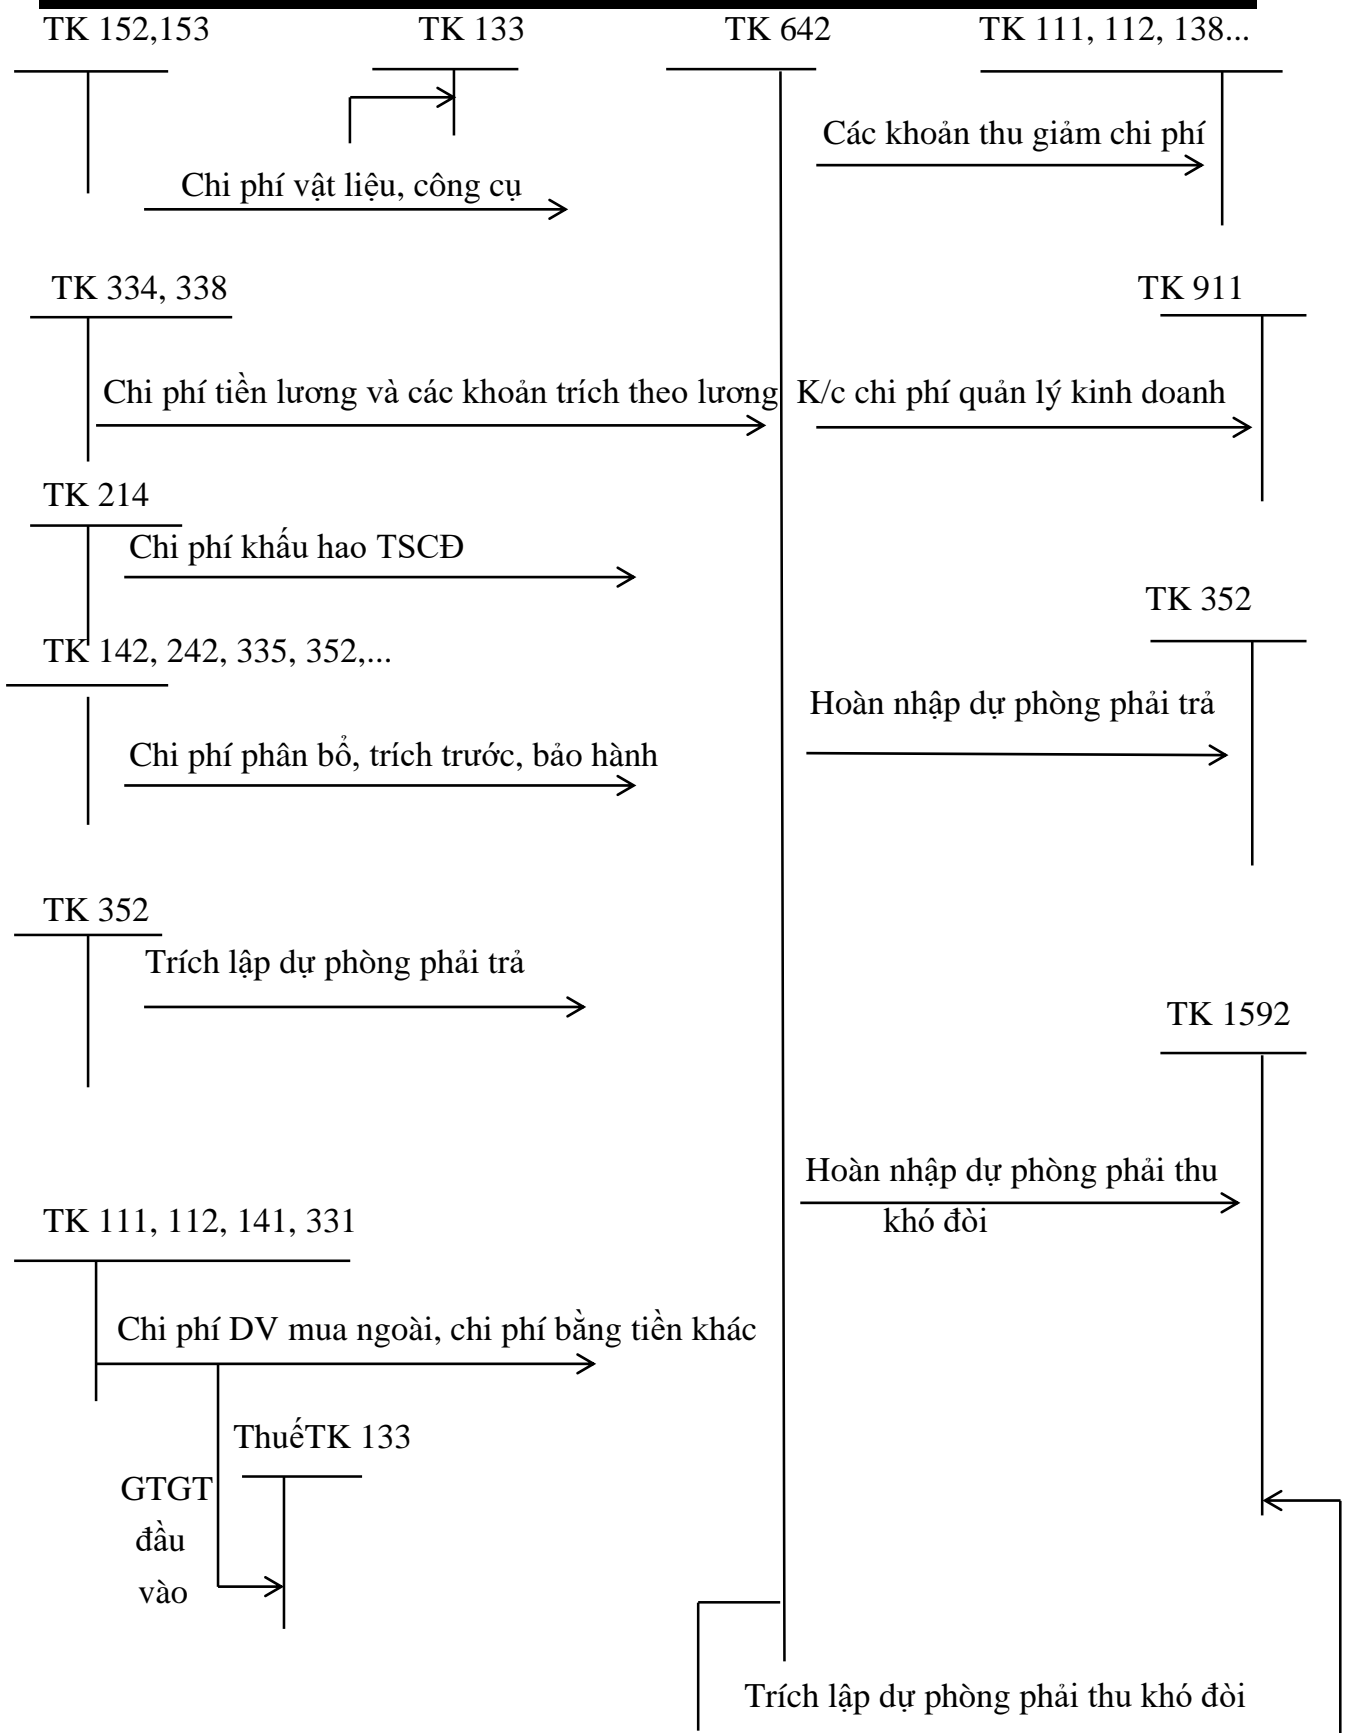 TK 152,153 TK 133 TK 642 TK 111, 112, 138...
Các khoản thu giảm chi phí
Chi phí vật liệu, công cụ
TK 334, 338 TK 911
Chi phí tiền lương và các khoản trích theo lương K/c chi phí quản lý kinh doanh
TK 214
Chi phí khấu hao TSCĐ
TK 352
TK 142, 242, 335, 352,...
Hoàn nhập dự phòng phải trả
Chi phí phân bổ, trích trước, bảo hành
TK 352
Trích lập dự phòng phải trả
TK 1592
Hoàn nhập dự phòng phải thu
khó đòi
TK 111, 112, 141, 331
Chi phí DV mua ngoài, chi phí bằng tiền khác
ThuếTK 133
GTGT
đầu
vào
Trích lập dự phòng phải thu khó đòi